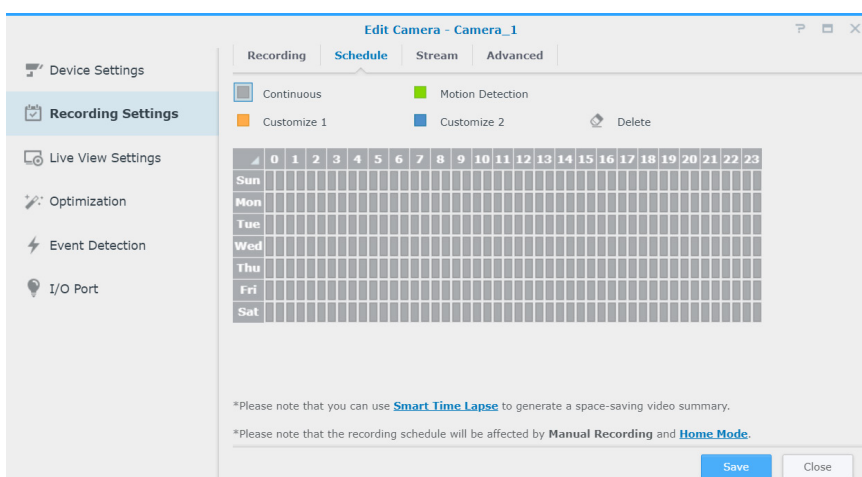 Edit Camera - Camera_1
Device Settings
Recording Settings
Live View Settings
Optimization
Event Detection
I/O Port
Recording Schedule Stream Advanced
Continuous Motion Detection
Customize 1 Customize 2 Delete
0 1 2 3 4 5 6 7 8 9 10 11 12 13 14 15 16 17 18 19 20 21 22 23
Sun
Mon
Tue
Wed
Thu
Fri
Sat
*Please note that you can use Smart Time Lapse to generate a space-saving video summary.
*Please note that the recording schedule will be affected by Manual Recording and Home Mode.
Save Close